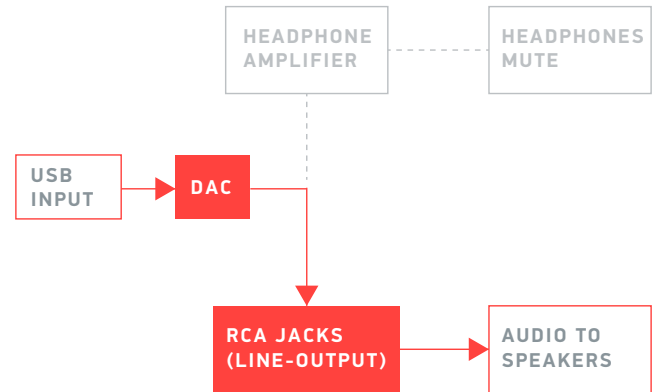 HEADPHONE
AMPLIFIER
HEADPHONES
MUTE
USB
INPUT
DAC
RCA JACKS
(LINE-OUTPUT)
AUDIO TO
SPEAKERS